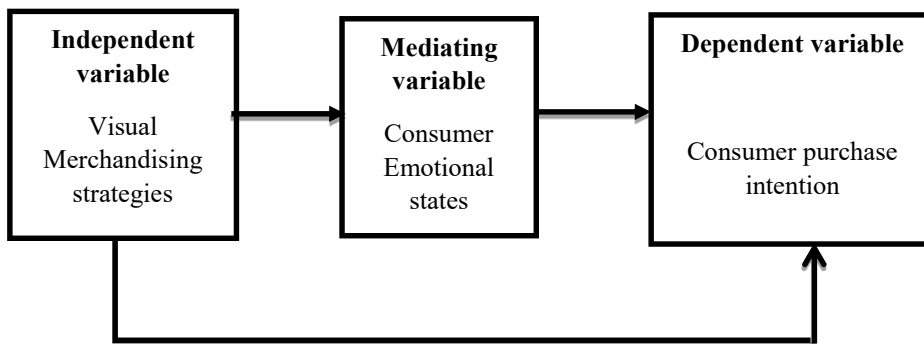 Independent
variable
Visual
Merchandising
strategies
Mediating
variable
Consumer
Emotional
states
Dependent variable
Consumer purchase
intention